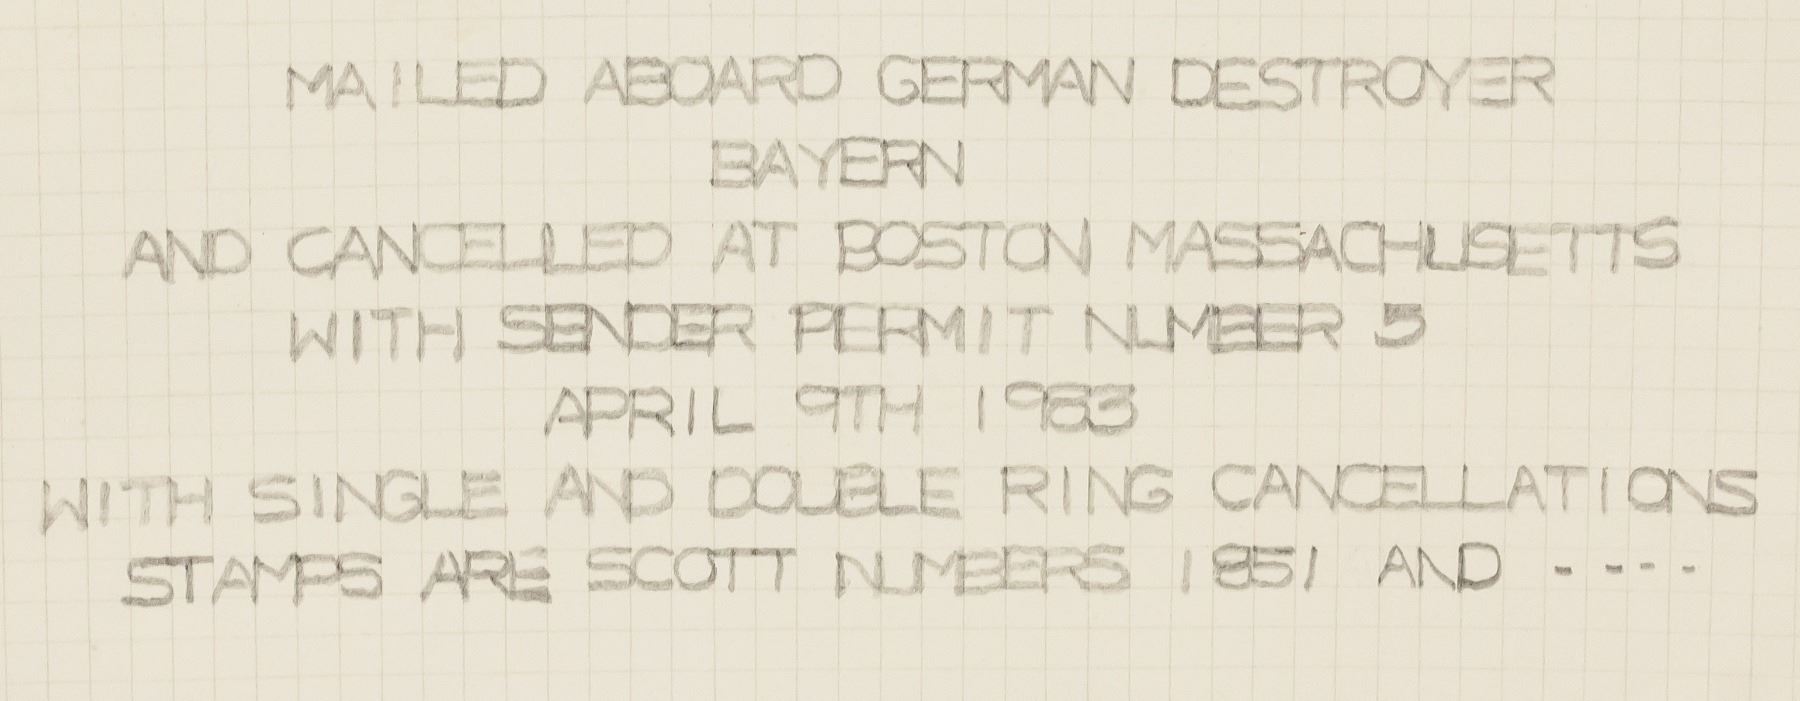 MAILED ABOARD GERMAN DESTROYER
BAYERN
AND CANCELLED AT BOSTON MASSACHUSETTS
WITH SENDER PERMIT NUMBER 5
APRIL 9TH 1983
WITH SINGLE AND DOUBLE RING CANCELLATIONS
STAMPS ARE SCOTT NUMBERS 1851 AND ----